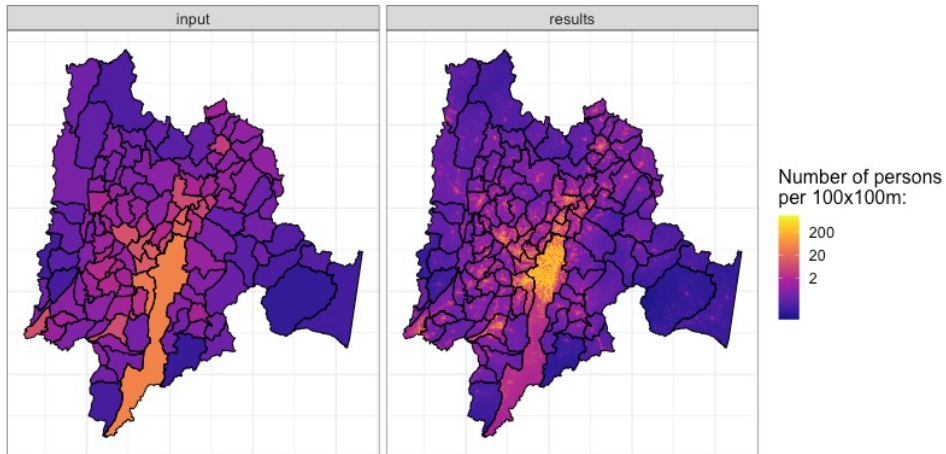 input
results
Number of persons
per 100x100m:
200
20
2